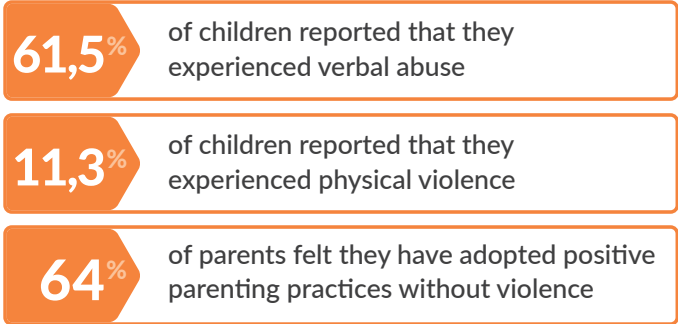 61,5%
of children reported that they
experienced verbal abuse
11,3%
of children reported that they
experienced physical violence
64%
of parents felt they have adopted positive
parenting practices without violence